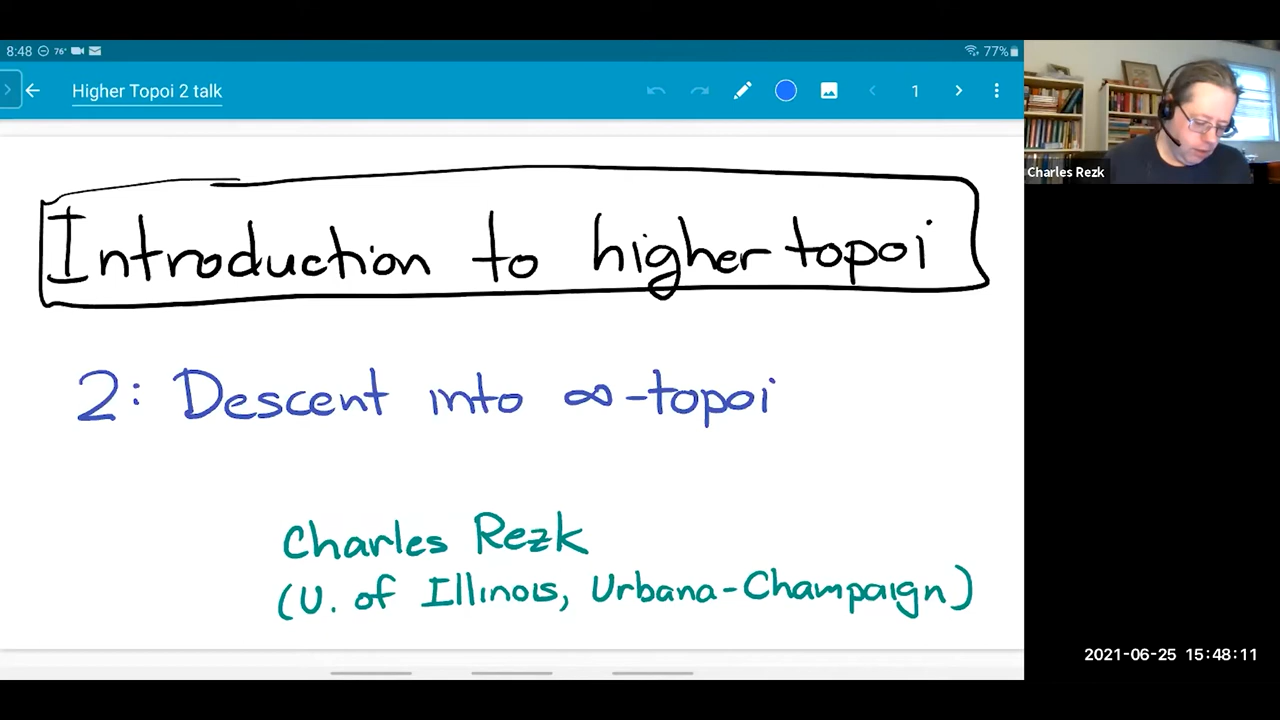 8:48 76°
77%
Higher Topoi 2 talk
1
Charles Rezk
Introduction to higher topoi
2: Descent into ∞-topoi
Charles Rezk
(U. of Illinois, Urbana-Champaign)
2021-06-25 15:48:11